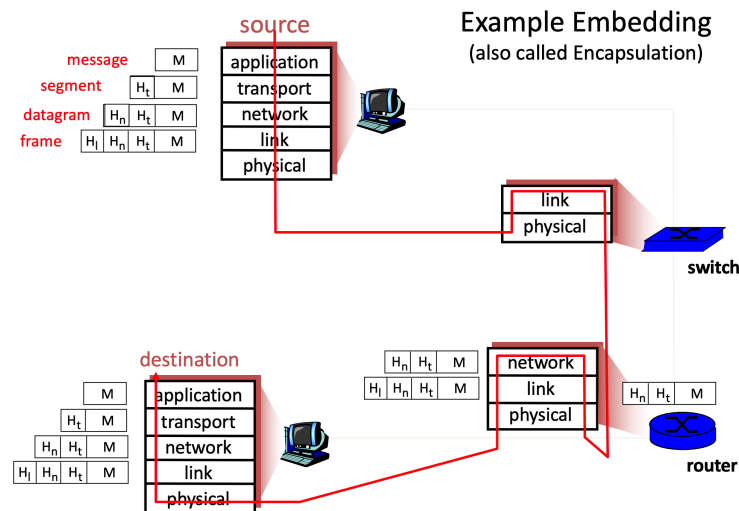 source
Example Embedding
(also called Encapsulation)
message M
segment Ht M
datagram Hn Ht M
frame Hl Hn Ht M
application
transport
network
link
physical
link
physical
switch
destination
M
Ht M
Hn Ht M
Hl Hn Ht M
application
transport
network
link
physical
Hn Ht M
Hl Hn Ht M
network
link
physical
Hn Ht M
router